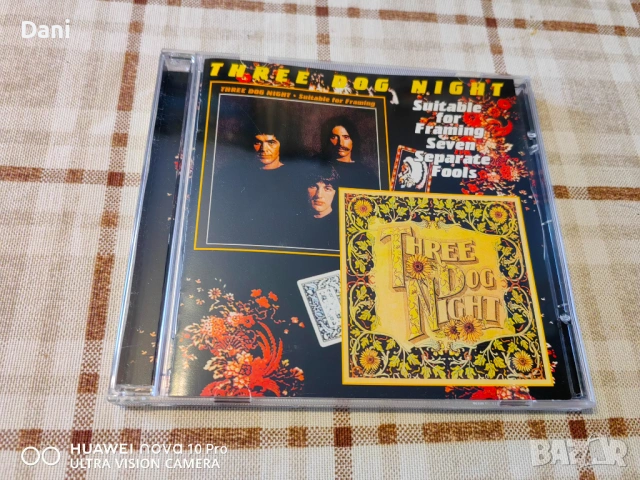 Dani
THREE DOG NIGHT
THREE DOG NIGHT • Suitable for Framing
Suitable
for
Framing
Seven
Separate
Fools
THREE
DOG
NIGHT
HUAWEI nova 10 Pro
ULTRA VISION CAMERA
BAZAR